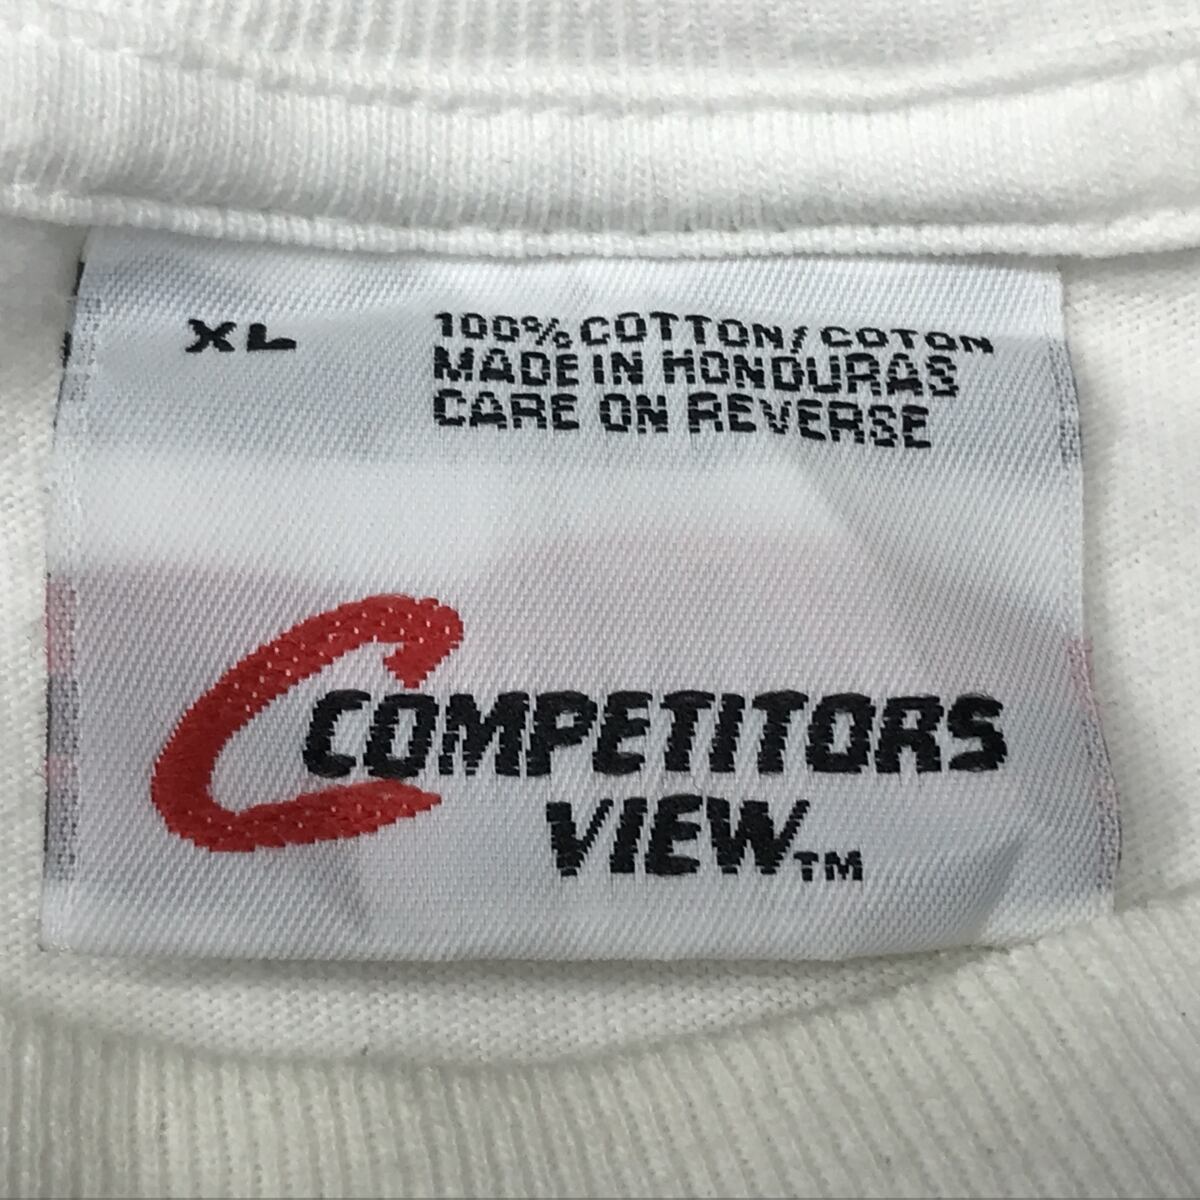 XL
100% COTTON/COTON
MADE IN HONDURAS
CARE ON REVERSE
C COMPETITORS
VIEW TM